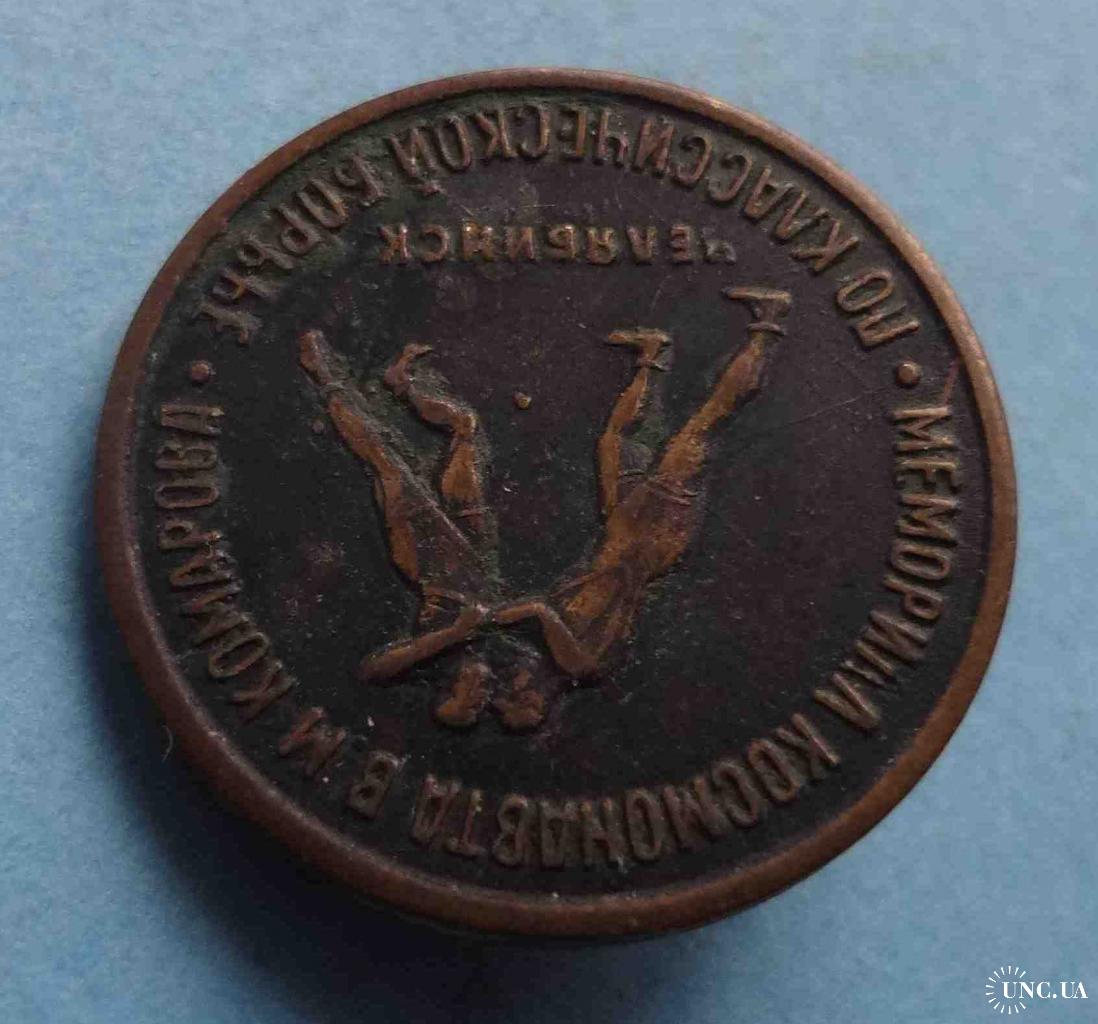 МЕМОРИАЛ КОСМОНАВТА В М КОМАРОВА
ЧЕЛЯБИНСК
ПО КЛАССИЧЕСКОЙ БОРЬБЕ
UNC.UA